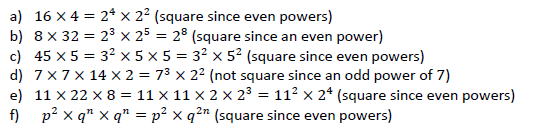 a) 16 × 4 = 2⁴ × 2² (square since even powers)
b) 8 × 32 = 2³ × 2⁵ = 2⁸ (square since an even power)
c) 45 × 5 = 3² × 5 × 5 = 3² × 5² (square since even powers)
d) 7 × 7 × 14 × 2 = 7³ × 2² (not square since an odd power of 7)
e) 11 × 22 × 8 = 11 × 11 × 2 × 2³ = 11² × 2⁴ (square since even powers)
f) p² × qⁿ × qⁿ = p² × q²ⁿ (square since even powers)